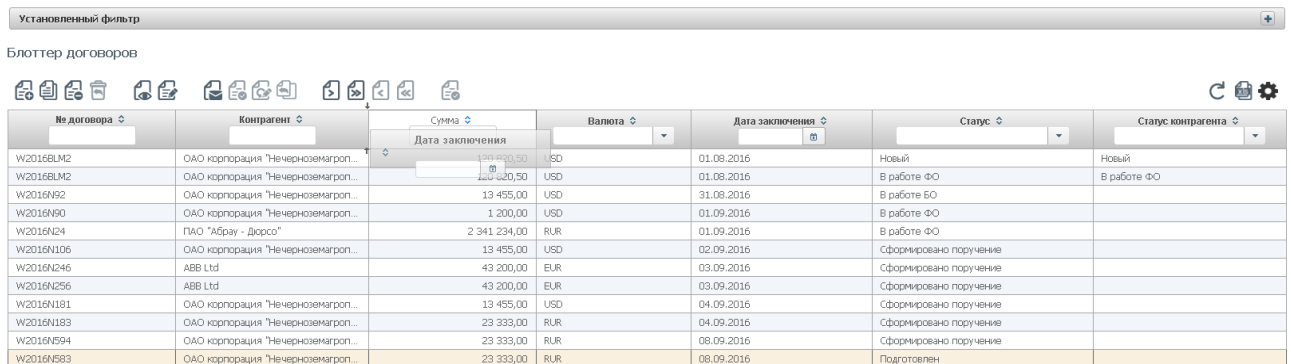 Установленный фильтр
Блоттер договоров
№ договора Контрагент Сумма Валюта Дата заключения Статус Статус контрагента
Дата заключения
W2016BLM2 ОАО корпорация "Нечерноземагроп... 120 820,50 USD 01.08.2016 Новый Новый
W2016BLM2 ОАО корпорация "Нечерноземагроп... 120 820,50 USD 01.08.2016 В работе ФО В работе ФО
W2016N92 ОАО корпорация "Нечерноземагроп... 13 455,00 USD 31.08.2016 В работе БО
W2016N90 ОАО корпорация "Нечерноземагроп... 1 200,00 USD 01.09.2016 В работе ФО
W2016N24 ПАО "Абрау - Дюрсо" 2 341 234,00 RUR 01.09.2016 В работе ФО
W2016N106 ОАО корпорация "Нечерноземагроп... 13 455,00 USD 02.09.2016 Сформировано поручение
W2016N246 ABB Ltd 43 200,00 EUR 03.09.2016 Сформировано поручение
W2016N256 ABB Ltd 43 200,00 EUR 03.09.2016 Сформировано поручение
W2016N181 ОАО корпорация "Нечерноземагроп... 13 455,00 USD 04.09.2016 Сформировано поручение
W2016N183 ОАО корпорация "Нечерноземагроп... 23 333,00 RUR 04.09.2016 Сформировано поручение
W2016N594 ОАО корпорация "Нечерноземагроп... 23 333,00 RUR 08.09.2016 Сформировано поручение
W2016N583 ОАО корпорация "Нечерноземагроп... 23 333,00 RUR 08.09.2016 Подготовлен